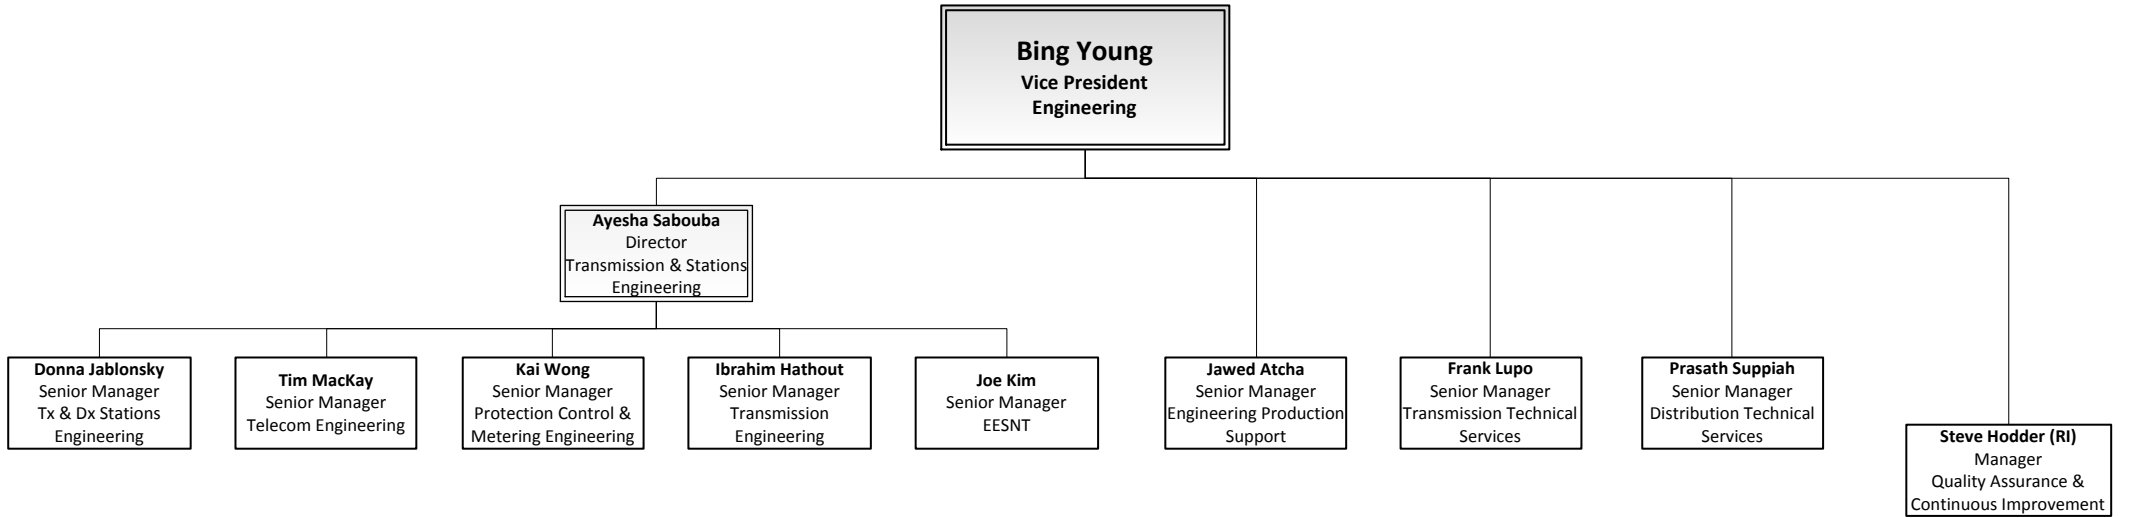 Bing Young
Vice President
Engineering
Ayesha Sabouba
Director
Transmission & Stations
Engineering
Donna Jablonsky
Senior Manager
Tx & Dx Stations
Engineering
Tim MacKay
Senior Manager
Telecom Engineering
Kai Wong
Senior Manager
Protection Control &
Metering Engineering
Ibrahim Hathout
Senior Manager
Transmission
Engineering
Joe Kim
Senior Manager
EESNT
Jawed Atcha
Senior Manager
Engineering Production
Support
Frank Lupo
Senior Manager
Transmission Technical
Services
Prasath Suppiah
Senior Manager
Distribution Technical
Services
Steve Hodder (RI)
Manager
Quality Assurance &
Continuous Improvement